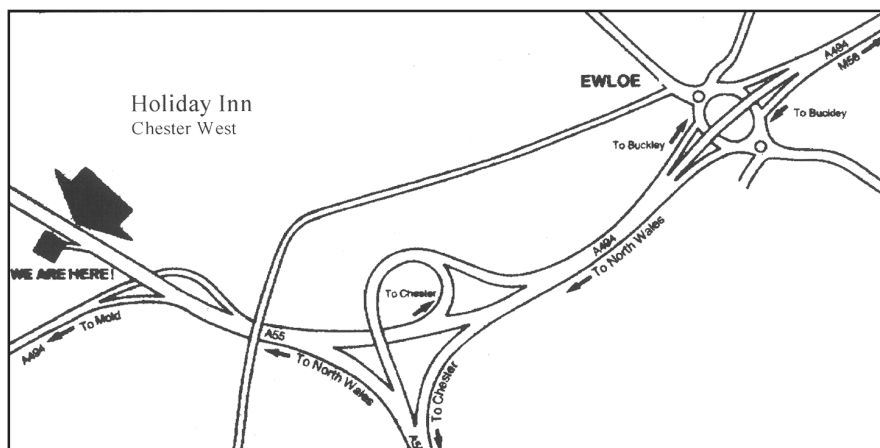 Holiday Inn
Chester West
EWLOE
A494
M56
To Buckley
To Buckley
A494
To North Wales
WE ARE HERE!
To Chester
A55
To North Wales
To Chester
To Mold
A494